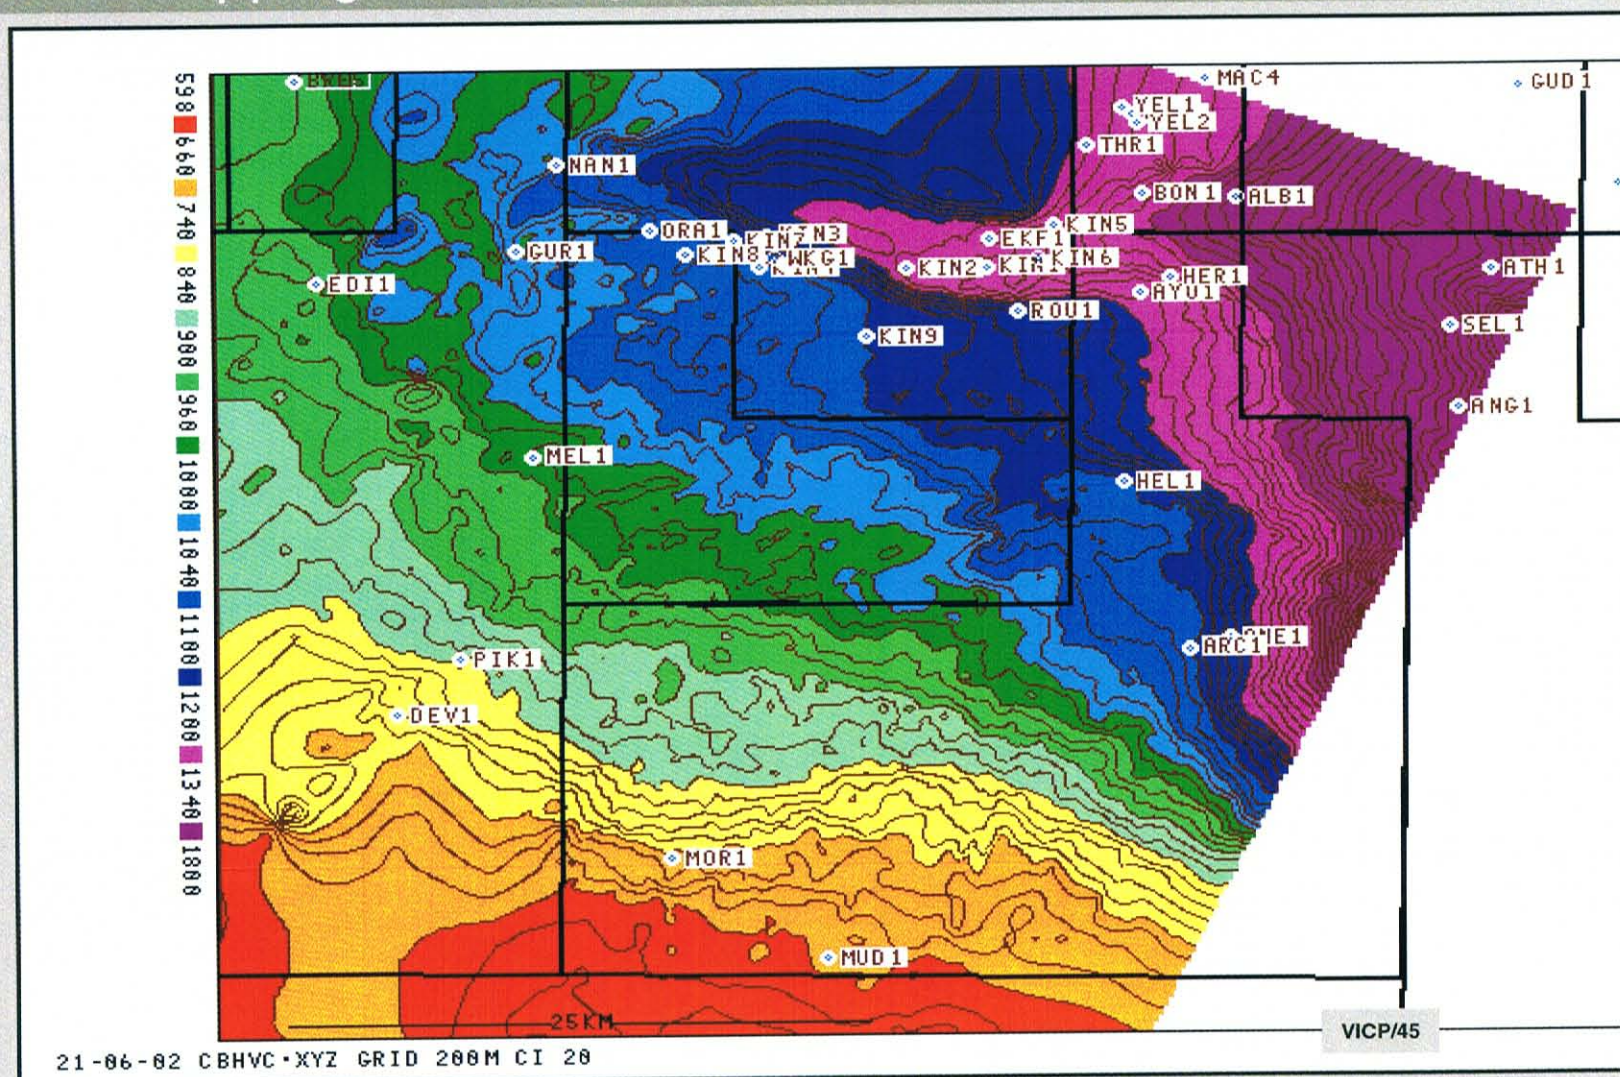 598
660
740
840
900
960
1000
1040
1100
1200
1340
1800
MAC4
GUD1
YEL1
YEL2
THR1
NAN1
BON1
ALB1
ORA1
KIN5
EKF1
GUR1
KIN8
WKG1
KIN2
KIN6
HER1
ATH1
EDI1
AYU1
ROU1
SEL1
KIN9
ANG1
MEL1
HEL1
ARC1
PIK1
DEV1
MOR1
MUD1
25KM
VICP/45
21-06-02 CBHVC·XYZ GRID 200M CI 20